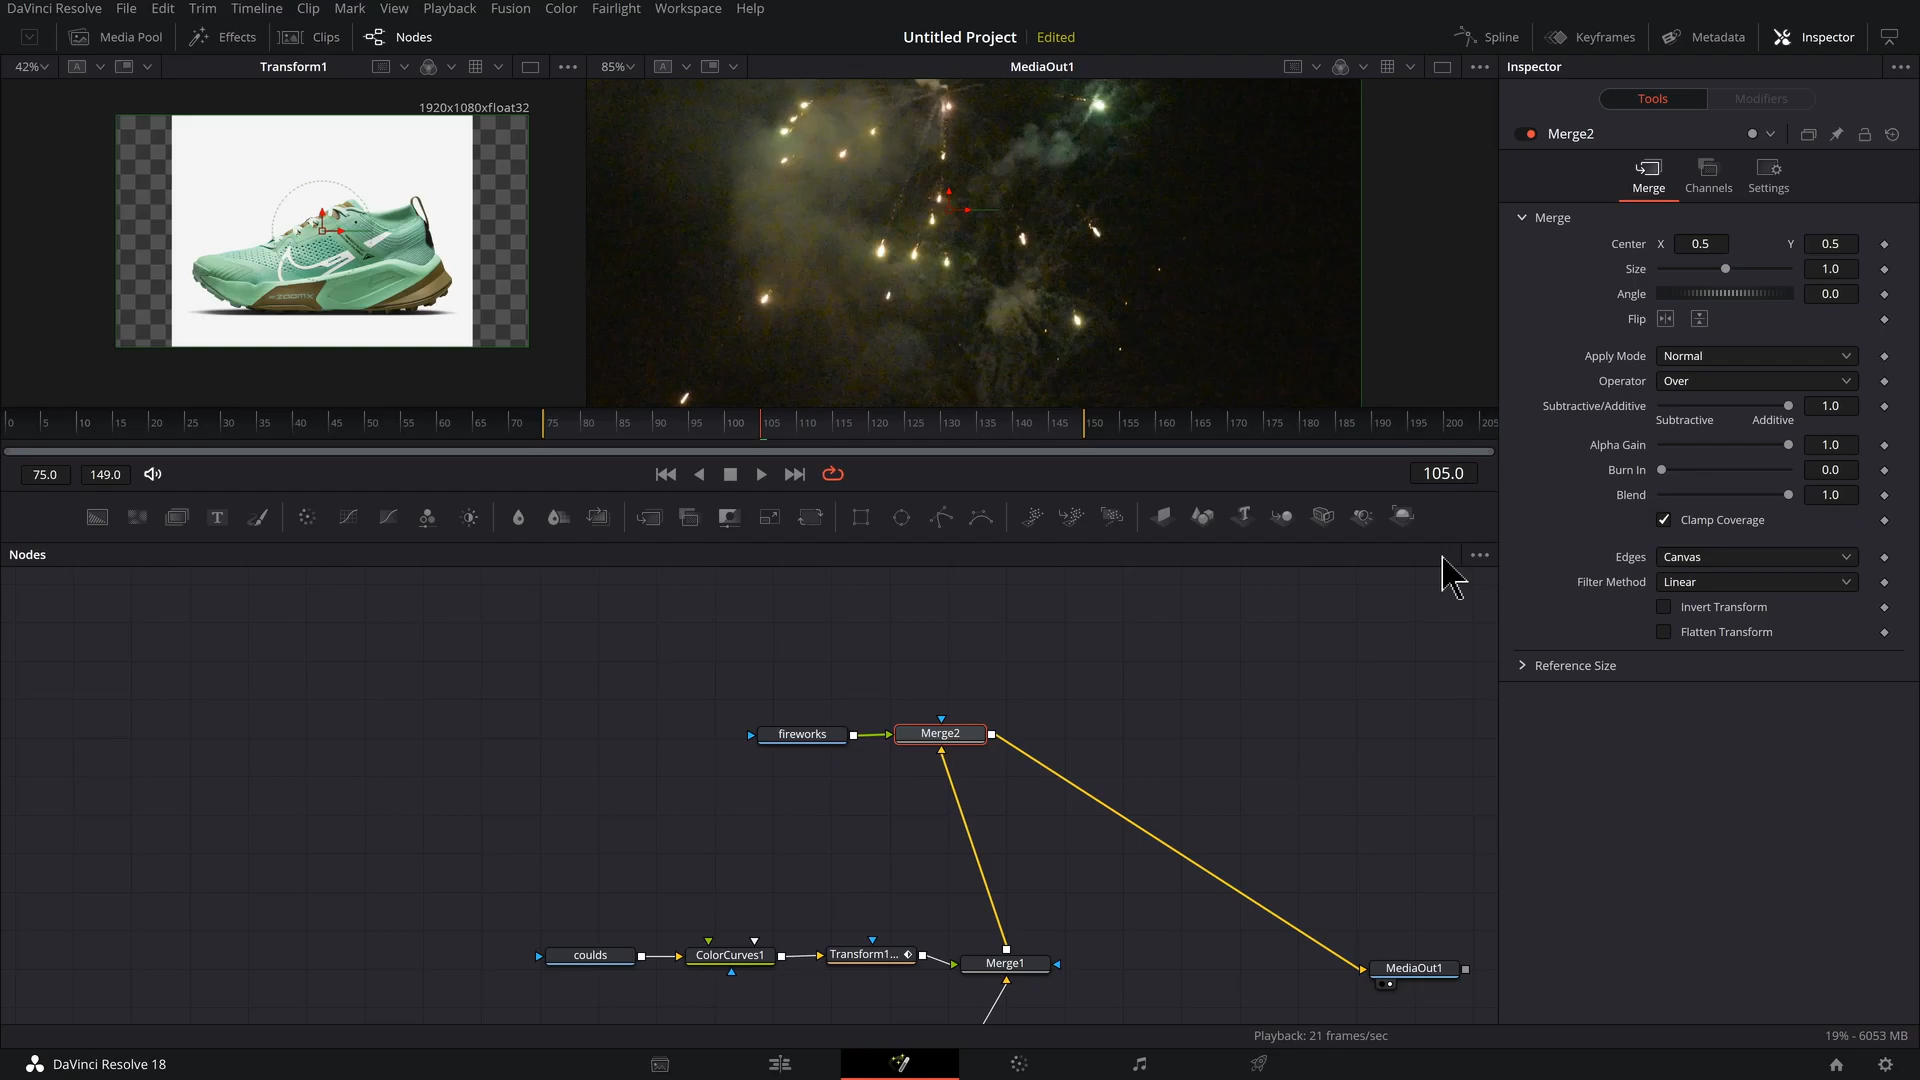 DaVinci Resolve File Edit Trim Timeline Clip Mark View Playback Fusion Color Fairlight Workspace Help
Media Pool Effects Clips Nodes Untitled Project Edited Spline Keyframes Metadata Inspector
42% A Transform1 85% A MediaOut1 Inspector
1920x1080xfloat32
Tools Modifiers
Merge2
Merge Channels Settings
Merge
Center X 0.5 Y 0.5
Size 1.0
Angle 0.0
Flip
Apply Mode Normal
Operator Over
Subtractive/Additive 1.0
Subtractive Additive
Alpha Gain 1.0
Burn In 0.0
Blend 1.0
Clamp Coverage
Edges Canvas
Filter Method Linear
Invert Transform
Flatten Transform
Reference Size
ZOOMX
0 5 10 15 20 25 30 35 40 45 50 55 60 65 70 75 80 85 90 95 100 105 110 115 120 125 130 135 140 145 150 155 160 165 170 175 180 185 190 195 200 205
75.0 149.0 105.0
T T
Nodes
fireworks Merge2
coulds ColorCurves1 Transform1... Merge1 MediaOut1
Playback: 21 frames/sec 19% - 6053 MB
DaVinci Resolve 18